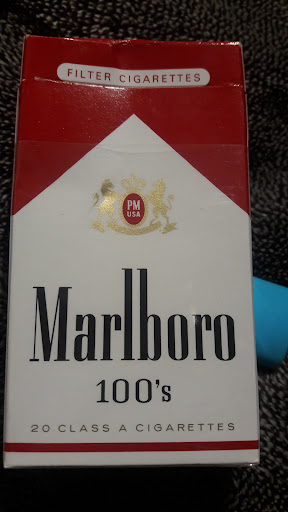 FILTER CIGARETTES
PM
USA
Marlboro
100's
20 CLASS A CIGARETTES